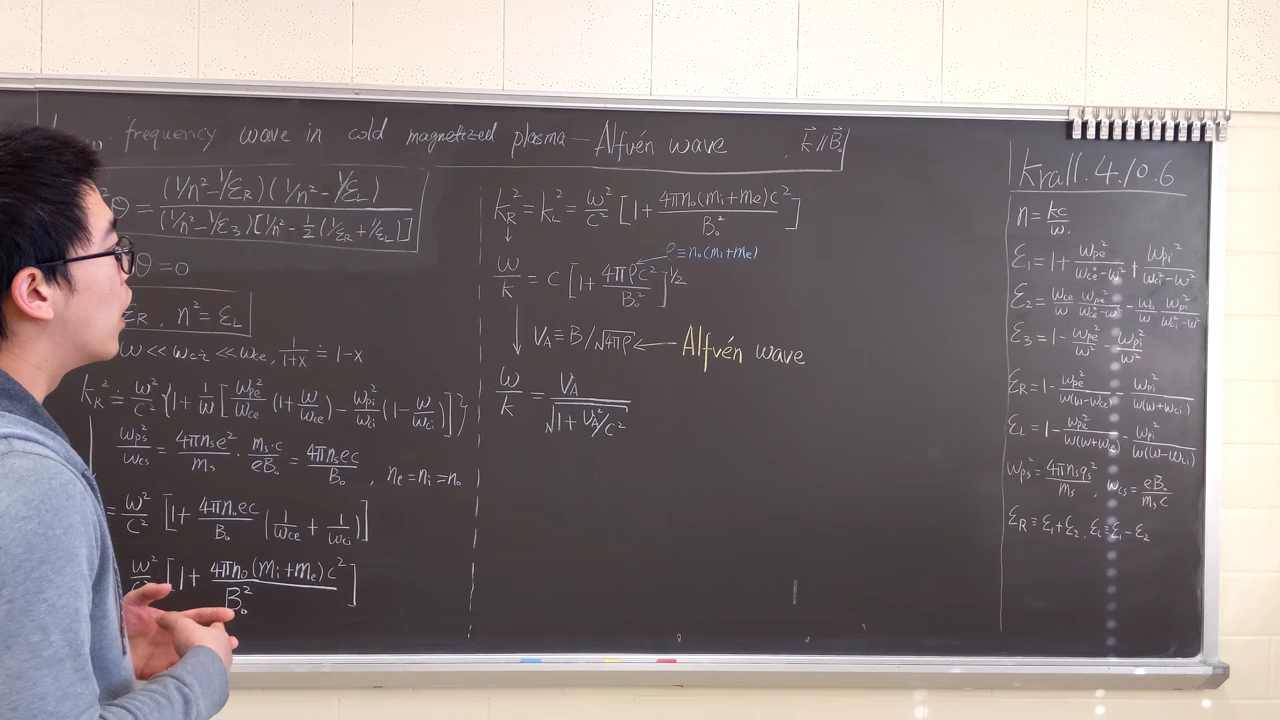 frequency wave in cold magnetized plasma — Alfvén wave , k⃗ // B⃗₀
θ = (1/n² - 1/ε_R)(1/n² - 1/ε_L) / (1/n² - 1/ε₃)[1/n² - ½(1/ε_R + 1/ε_L)]
θ = 0
ε_R, n² = ε_L
ω << ω_ci << ω_ce, 1/(1+x) ≐ 1-x
k_R² ≐ ω²/c² {1 + 1/ω [ω_pe²/ω_ce (1 + ω/ω_ce) - ω_pi²/ω_ci (1 - ω/ω_ci)]}
ω_ps²/ω_cs = 4πn_s e²/m_s · m_s·c/eB₀ = 4πn_s ec/B₀ , n_e = n_i = n₀
= ω²/c² [1 + 4πn₀ec/B₀ (1/ω_ce + 1/ω_ci)]
ω² [1 + 4πn₀(m_i+m_e)c²/B₀²]
k_R² = k_L² = ω²/c² [1 + 4πn₀(m_i+m_e)c²/B₀²]
ρ ≡ n₀(m_i+m_e)
ω/k = c [1 + 4πρc²/B₀²]^1/2
V_A ≡ B/√4πρ ← Alfvén wave
ω/k = V_A/√(1 + V_A²/c²)
Krall. 4.10.6
n = kc/ω
ε₁ = 1 + ω_pe²/(ω_ce² - ω²) + ω_pi²/(ω_ci² - ω²)
ε₂ = ω_ce/ω ω_pe²/(ω_ce² - ω²) - ω_ci/ω ω_pi²/(ω_ci² - ω²)
ε₃ = 1 - ω_pe²/ω² - ω_pi²/ω²
ε_R = 1 - ω_pe²/ω(ω-ω_ce) - ω_pi²/ω(ω+ω_ci)
ε_L = 1 - ω_pe²/ω(ω+ω_ce) - ω_pi²/ω(ω-ω_ci)
ω_ps² = 4πn_s q_s²/m_s , ω_cs = eB₀/m_s c
ε_R ≡ ε₁+ε₂, ε_L ≡ ε₁-ε₂